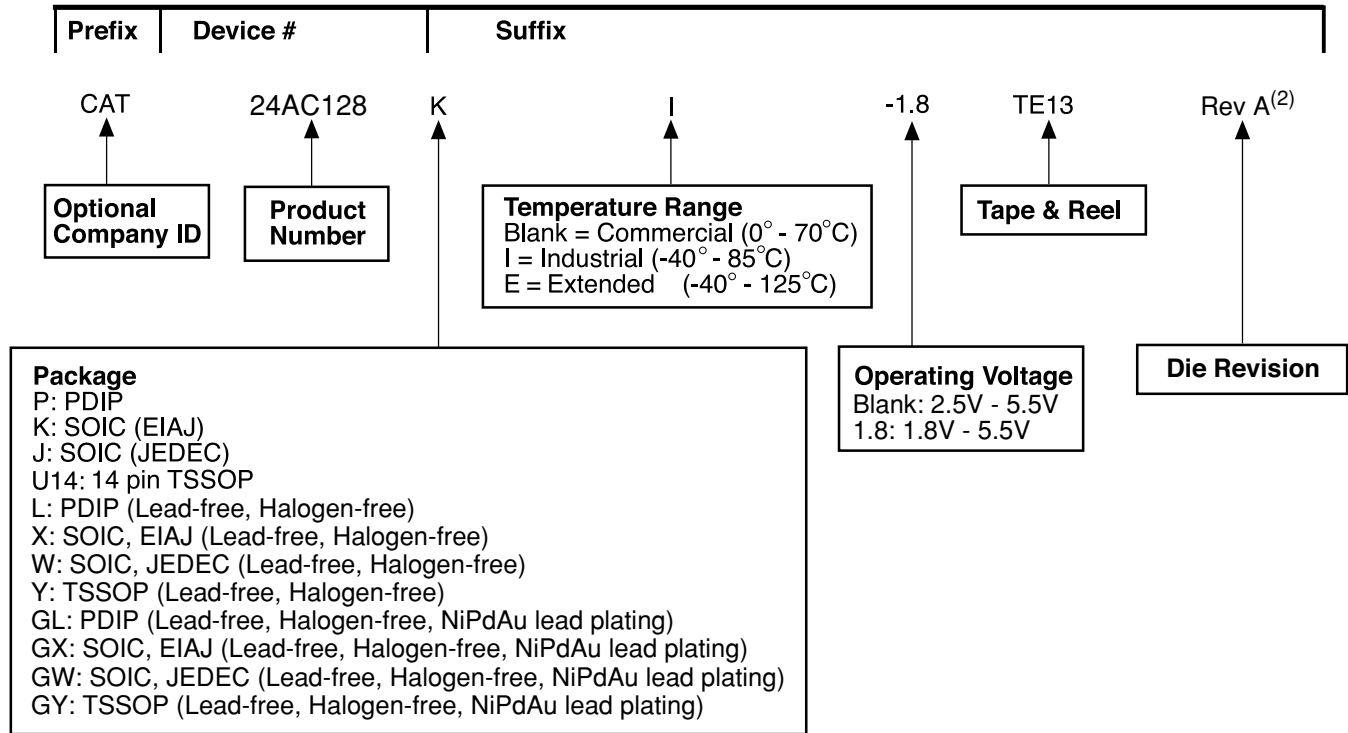 Prefix Device # Suffix
CAT 24AC128 K I -1.8 TE13 Rev A(2)
Optional
Company ID
Product
Number
Temperature Range
Blank = Commercial (0° - 70°C)
I = Industrial (-40° - 85°C)
E = Extended (-40° - 125°C)
Tape & Reel
Package
P: PDIP
K: SOIC (EIAJ)
J: SOIC (JEDEC)
U14: 14 pin TSSOP
L: PDIP (Lead-free, Halogen-free)
X: SOIC, EIAJ (Lead-free, Halogen-free)
W: SOIC, JEDEC (Lead-free, Halogen-free)
Y: TSSOP (Lead-free, Halogen-free)
GL: PDIP (Lead-free, Halogen-free, NiPdAu lead plating)
GX: SOIC, EIAJ (Lead-free, Halogen-free, NiPdAu lead plating)
GW: SOIC, JEDEC (Lead-free, Halogen-free, NiPdAu lead plating)
GY: TSSOP (Lead-free, Halogen-free, NiPdAu lead plating)
Operating Voltage
Blank: 2.5V - 5.5V
1.8: 1.8V - 5.5V
Die Revision